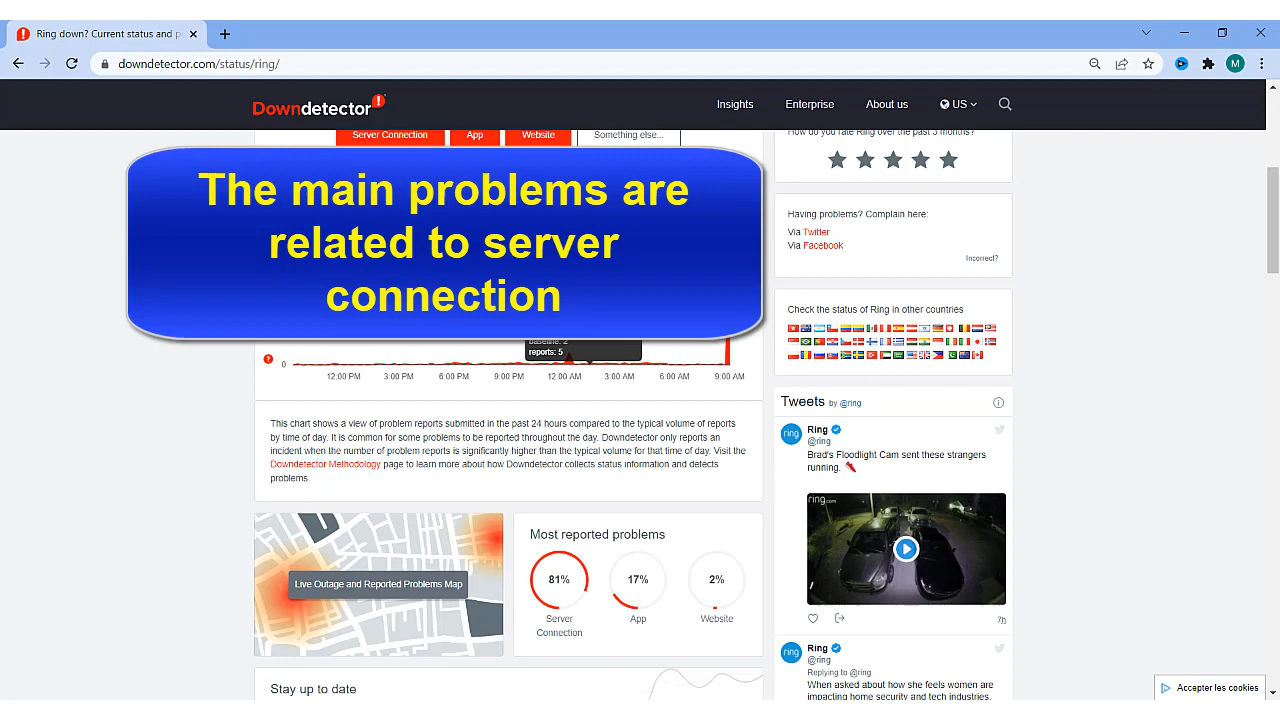 Ring down? Current status and p
downdetector.com/status/ring/
M
Downdetector!
Insights
Enterprise
About us
US
Server Connection
App
Website
Something else...
How do you rate Ring over the past 3 months?
The main problems are
related to server
connection
Having problems? Complain here:
Via Twitter
Via Facebook
Incorrect?
Check the status of Ring in other countries
baseline: 2
reports: 5
?
0
12:00 PM
3:00 PM
6:00 PM
9:00 PM
12:00 AM
3:00 AM
6:00 AM
9:00 AM
This chart shows a view of problem reports submitted in the past 24 hours compared to the typical volume of reports
by time of day. It is common for some problems to be reported throughout the day. Downdetector only reports an
incident when the number of problem reports is significantly higher than the typical volume for that time of day. Visit the
Downdetector Methodology page to learn more about how Downdetector collects status information and detects
problems.
Live Outage and Reported Problems Map
Most reported problems
81%
17%
2%
Server
Connection
App
Website
Stay up to date
Tweets by @ring
ring
Ring
@ring
Brad's Floodlight Cam sent these strangers
running.
ring.com
7h
ring
Ring
@ring
Replying to @ring
When asked about how she feels women are
impacting home security and tech industries,
Accepter les cookies